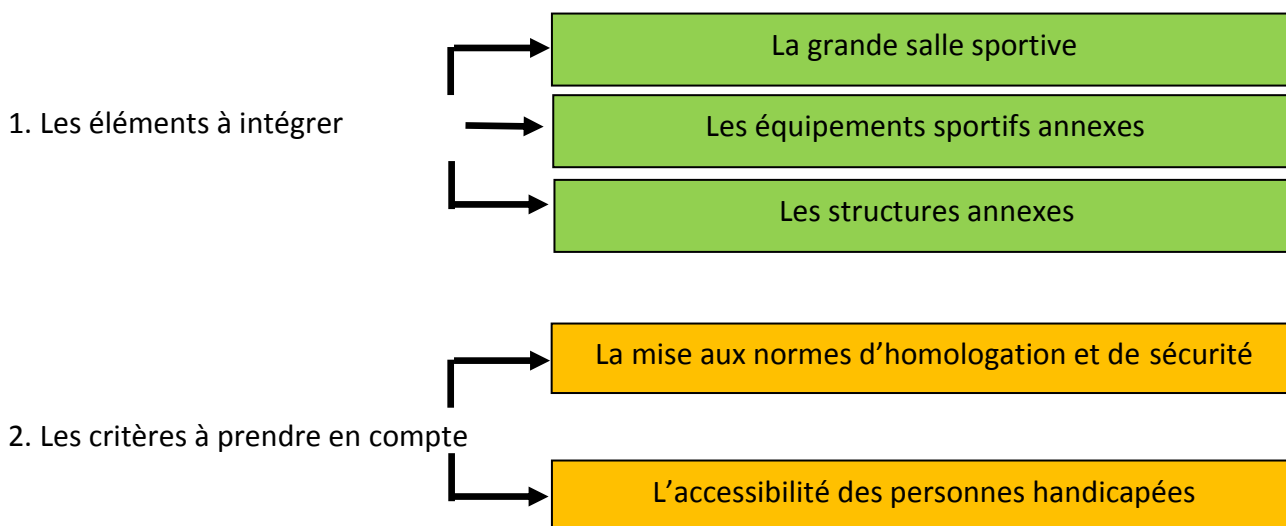 La grande salle sportive
1. Les éléments à intégrer
Les équipements sportifs annexes
Les structures annexes
La mise aux normes d’homologation et de sécurité
2. Les critères à prendre en compte
L’accessibilité des personnes handicapées